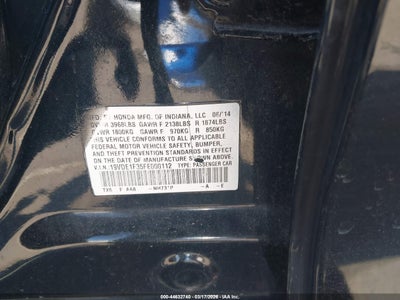 HONDA MFG. OF INDIANA, LLC 06/14
3968LBS GAWR F 2138LBS R 1874LBS
1800KG GAWR F 970KG R 850KG
THIS VEHICLE CONFORMS TO ALL APPLICABLE
FEDERAL MOTOR VEHICLE SAFETY, BUMPER,
AND THEFT PREVENTION STANDARDS IN EFFECT
ON THE DATE OF MANUFACTURE SHOWN ABOVE.
V.I.N. 19VDE1F35FE000112 TYPE: PASSENGER CAR
000-44632740 - 03/17/2026 - IAA, Inc.